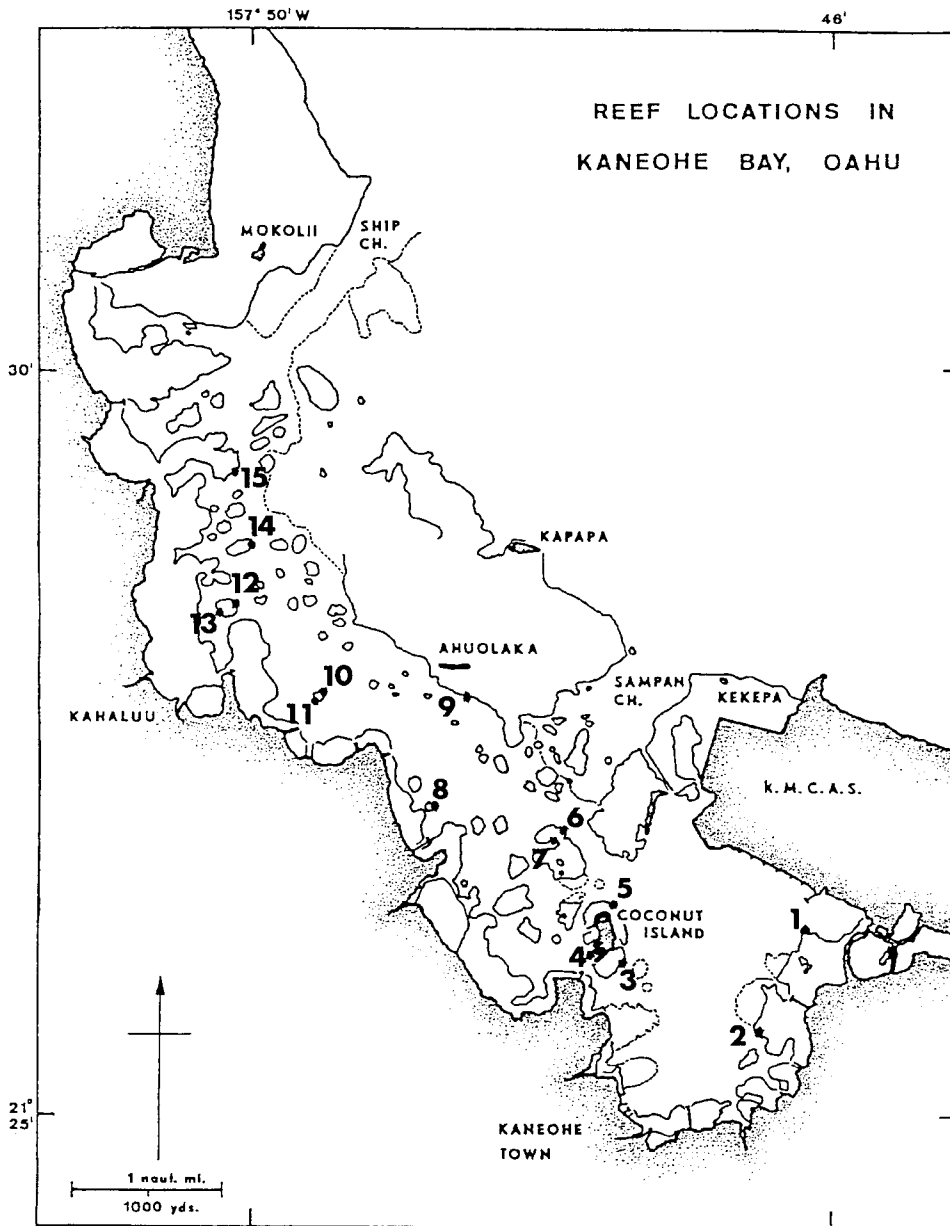 157° 50' W
46'
REEF LOCATIONS IN
KANEOHE BAY, OAHU
MOKOLII
SHIP
CH.
30'
15
14
KAPAPA
12
13
AHUOLAKA
SAMPAN
CH.
KEKEPA
10
9
KAHALUU
11
K.M.C.A.S.
8
6
7
5
COCONUT
ISLAND
1
4
3
2
21°
25'
KANEOHE
TOWN
1 naut. mi.
1000 yds.